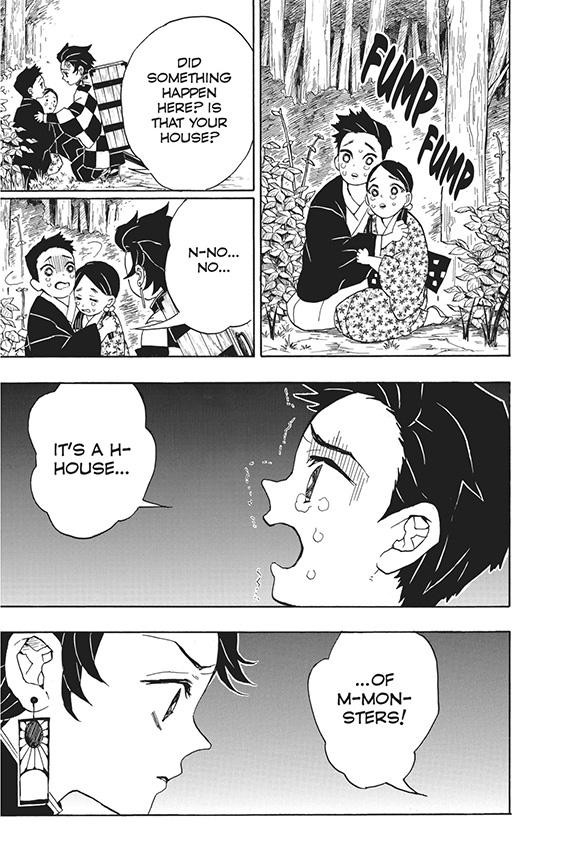 FUMP
FUMP
DID
SOMETHING
HAPPEN
HERE? IS
THAT YOUR
HOUSE?
N-NO...
NO...
IT'S A H-
HOUSE...
...OF
M-MON-
STERS!